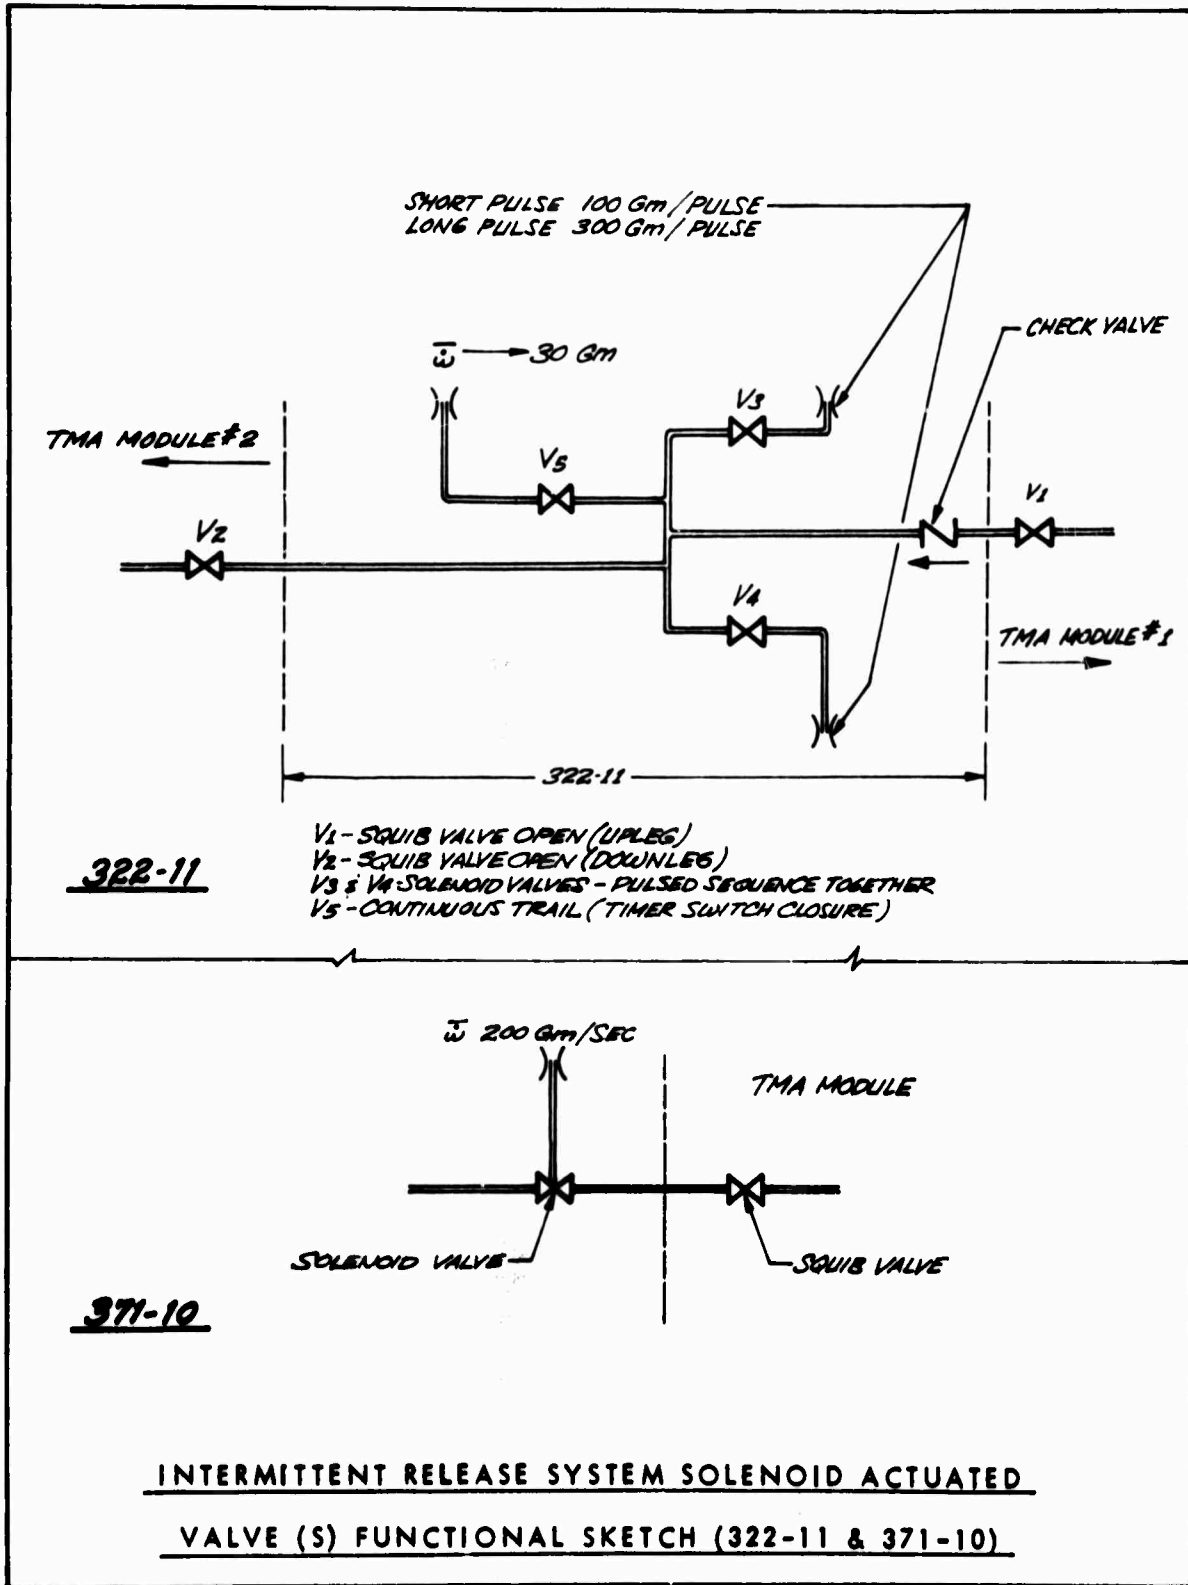 SHORT PULSE 100 Gm/PULSE
LONG PULSE 300 Gm/PULSE
CHECK VALVE
ẇ → 30 Gm
V3
TMA MODULE #2
V5
V1
V2
V4
TMA MODULE #1
322-11
V1 - SQUIB VALVE OPEN (UPLEG)
V2 - SQUIB VALVE OPEN (DOWNLEG)
V3 & V4 SOLENOID VALVES - PULSED SEQUENCE TOGETHER
V5 - CONTINUOUS TRAIL (TIMER SWITCH CLOSURE)
322-11
ẇ 200 Gm/SEC
TMA MODULE
SOLENOID VALVE
SQUIB VALVE
371-10
INTERMITTENT RELEASE SYSTEM SOLENOID ACTUATED
VALVE (S) FUNCTIONAL SKETCH (322-11 & 371-10)